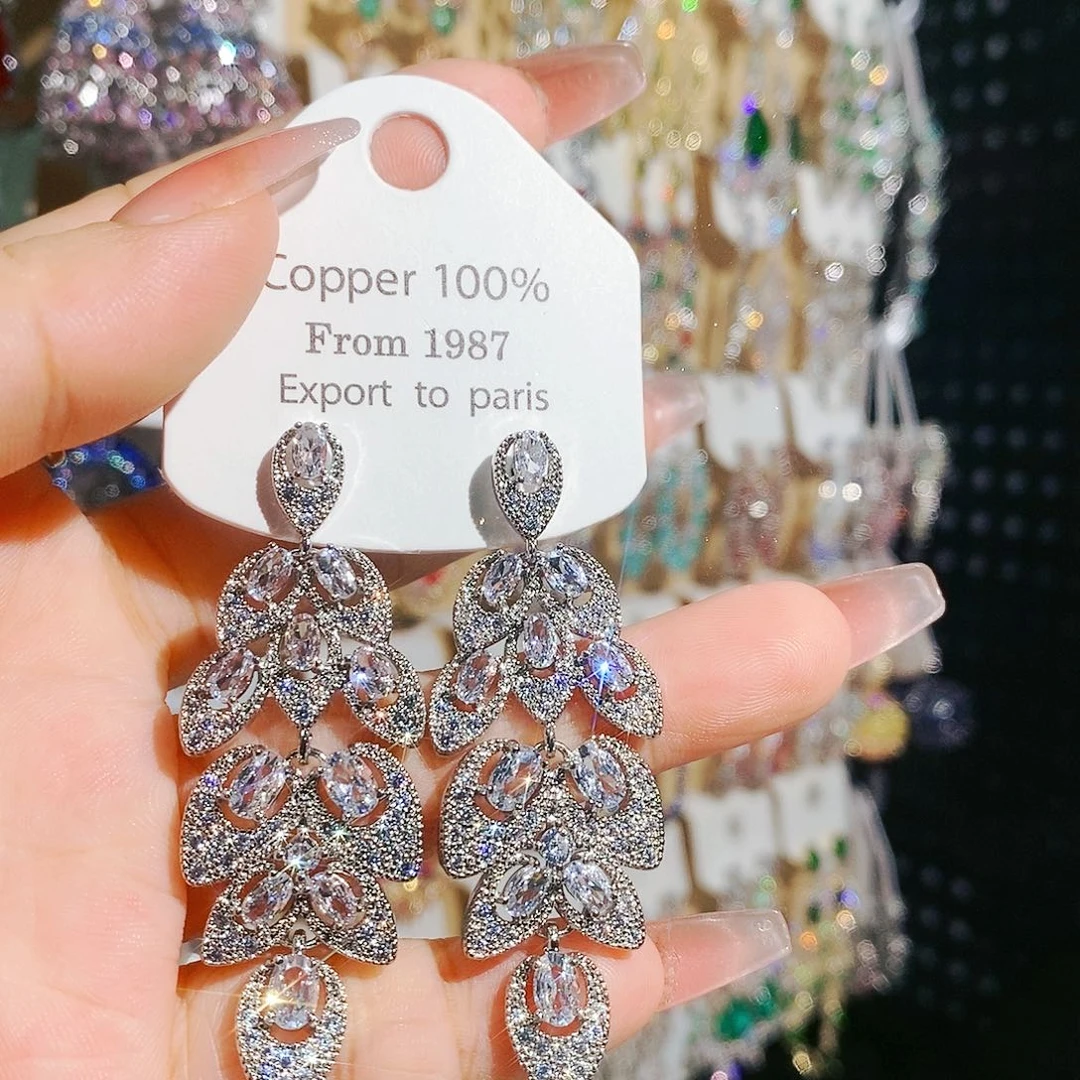 Copper 100%
From 1987
Export to paris